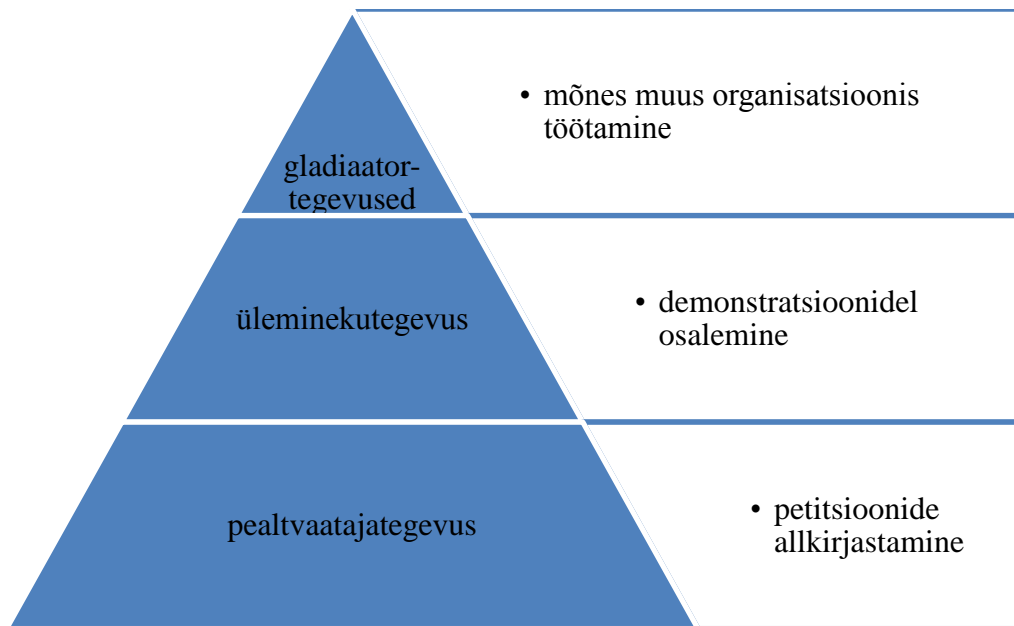 gladiaator-
tegevused
• mõnes muus organisatsioonis
töötamine
üleminekutegevus
• demonstratsioonidel
osalemine
pealtvaatajategevus
• petitsioonide
allkirjastamine